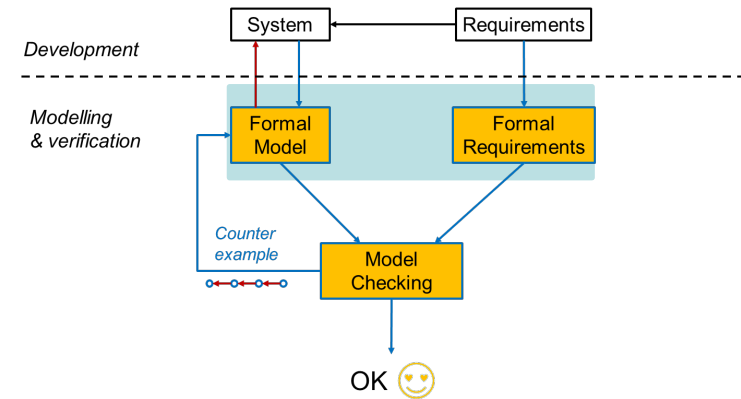 System
Requirements
Development
Modelling
& verification
Formal
Model
Formal
Requirements
Counter
example
Model
Checking
OK